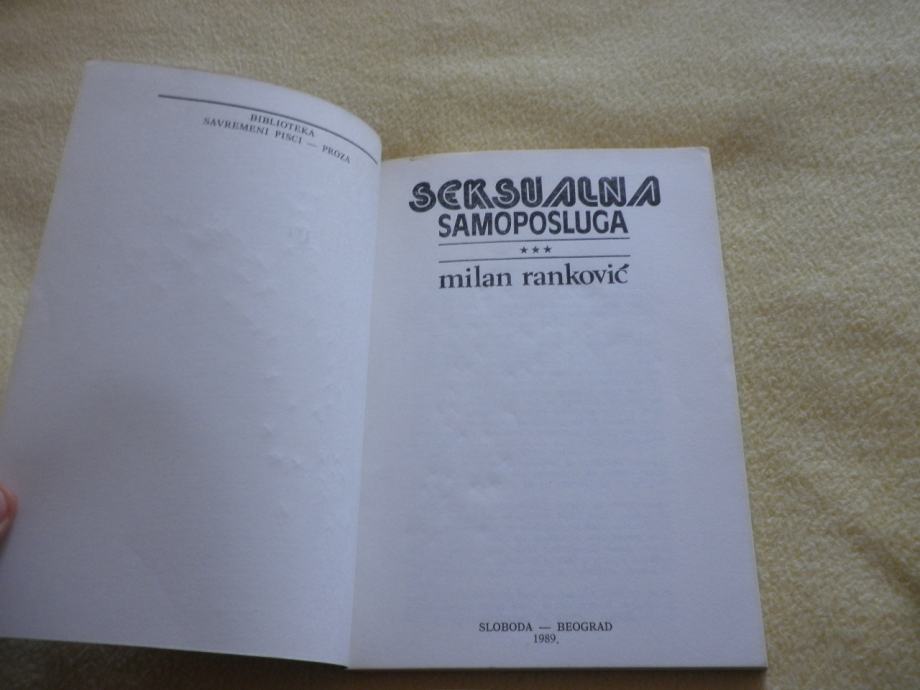 BIBLIOTEKA
SAVREMENI PISCI — PROZA
SEKSUALNA
SAMOPOSLUGA
★★★
milan ranković
SLOBODA — BEOGRAD
1989.